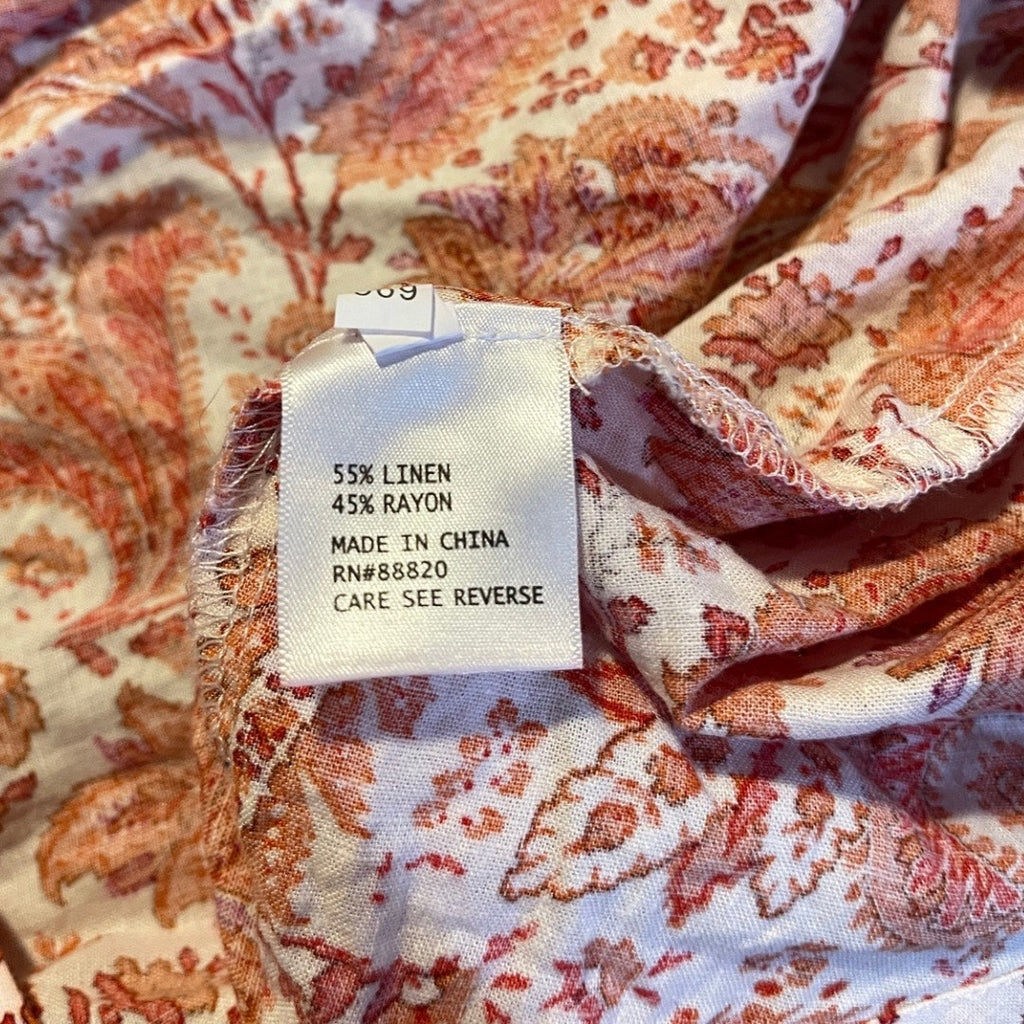 55% LINEN
45% RAYON
MADE IN CHINA
RN#88820
CARE SEE REVERSE